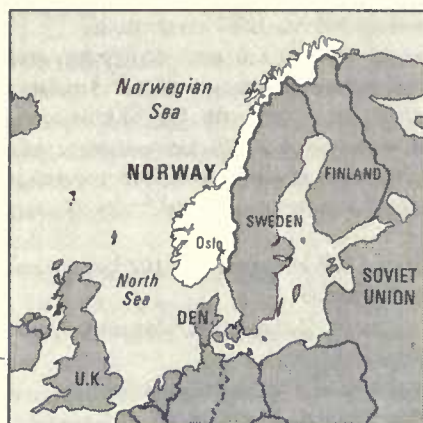 Norwegian
Sea
NORWAY
FINLAND
SWEDEN
Oslo
North
Sea
SOVIET
UNION
DEN.
U.K.